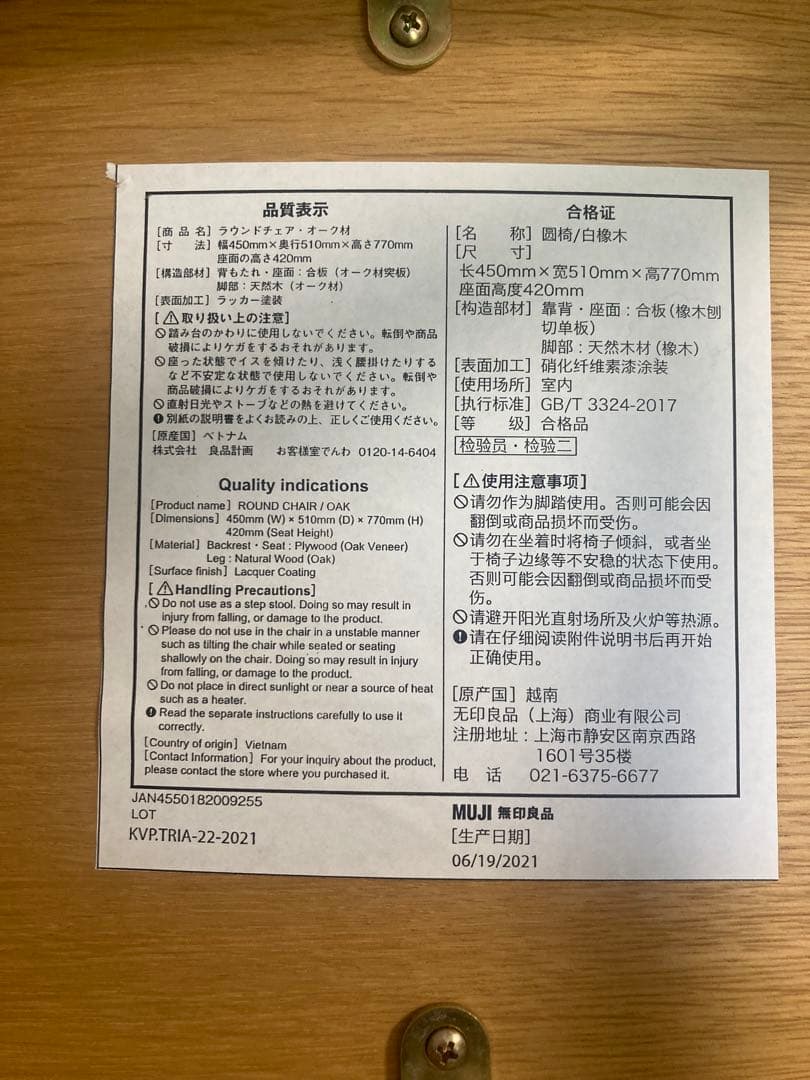 品質表示
[商 品 名] ラウンドチェア・オーク材
[寸　　法] 幅450mm×奥行510mm×高さ770mm
座面の高さ420mm
[構造部材] 背もたれ・座面：合板（オーク材突板）
脚部：天然木（オーク材）
[表面加工] ラッカー塗装
[⚠取り扱い上の注意]
踏み台のかわりに使用しないでください。転倒や商品
破損によりケガをするおそれがあります。
座った状態でイスを傾けたり、浅く腰掛けたりする
など不安定な状態で使用しないでください。転倒や
商品破損によりケガをするおそれがあります。
直射日光やストーブなどの熱を避けてください。
別紙の説明書をよくお読みの上、正しくご使用ください。
[原産国] ベトナム
株式会社　良品計画　　お客様室でんわ　0120-14-6404
Quality indications
[Product name] ROUND CHAIR / OAK
[Dimensions] 450mm (W) × 510mm (D) × 770mm (H)
420mm (Seat Height)
[Material] Backrest・Seat : Plywood (Oak Veneer)
Leg : Natural Wood (Oak)
[Surface finish] Lacquer Coating
[⚠Handling Precautions]
Do not use as a step stool. Doing so may result in
injury from falling, or damage to the product.
Please do not use in the chair in a unstable manner
such as tilting the chair while seated or seating
shallowly on the chair. Doing so may result in injury
from falling, or damage to the product.
Do not place in direct sunlight or near a source of heat
such as a heater.
Read the separate instructions carefully to use it
correctly.
[Country of origin] Vietnam
[Contact Information] For your inquiry about the product,
please contact the store where you purchased it.
合格证
[名　　称] 圆椅/白橡木
[尺　　寸]
长450mm×宽510mm×高770mm
座面高度420mm
[构造部材] 靠背・座面：合板(橡木刨
切单板)
脚部：天然木材(橡木)
[表面加工] 硝化纤维素漆涂装
[使用场所] 室内
[执行标准] GB/T 3324-2017
[等　　级] 合格品
检验员・检验二
[⚠使用注意事项]
请勿作为脚踏使用。否则可能会因
翻倒或商品损坏而受伤。
请勿在坐着时将椅子倾斜，或者坐
于椅子边缘等不安稳的状态下使用。
否则可能会因翻倒或商品损坏而受
伤。
请避开阳光直射场所及火炉等热源。
请在仔细阅读附件说明书后再开始
正确使用。
[原产国] 越南
无印良品（上海）商业有限公司
注册地址：上海市静安区南京西路
1601号35楼
电　话　　021-6375-6677
JAN4550182009255
LOT
KVP.TRIA-22-2021
MUJI 無印良品
[生产日期]
06/19/2021